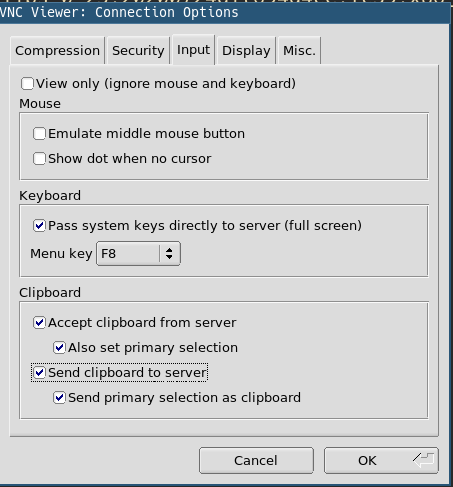 VNC Viewer: Connection Options
Compression Security Input Display Misc.
View only (ignore mouse and keyboard)
Mouse
Emulate middle mouse button
Show dot when no cursor
Keyboard
Pass system keys directly to server (full screen)
Menu key F8
Clipboard
Accept clipboard from server
Also set primary selection
Send clipboard to server
Send primary selection as clipboard
Cancel OK